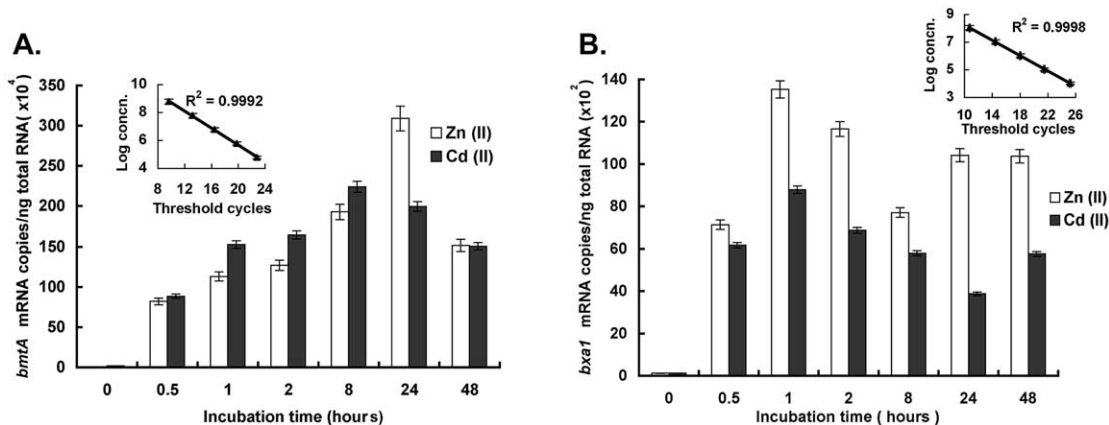 A.
R² = 0.9992
Log concn.
10
8
6
4
8 12 16 20 24
Threshold cycles
bmtA mRNA copies/ng total RNA( x10⁴)
350
300
250
200
150
100
50
0
Zn (II)
Cd (II)
0 0.5 1 2 8 24 48
Incubation time (hours)
B.
R² = 0.9998
Log concn.
9
7
5
3
10 14 18 22 26
Threshold cycles
bxa1 mRNA copies/ng total RNA (x10²)
140
120
100
80
60
40
20
0
Zn (II)
Cd (II)
0 0.5 1 2 8 24 48
Incubation time ( hours )